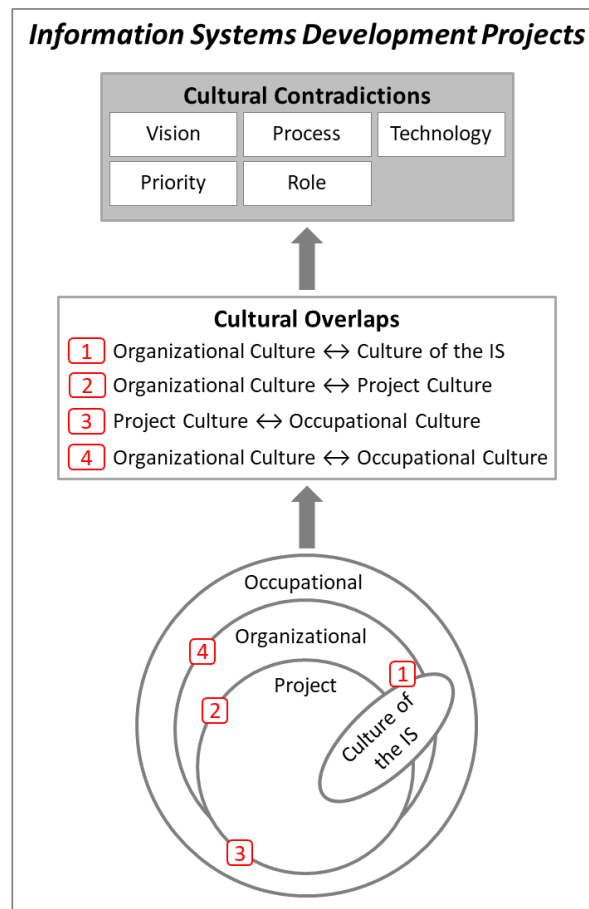 Information Systems Development Projects
Cultural Contradictions
Vision Process Technology
Priority Role
Cultural Overlaps
1 Organizational Culture ↔ Culture of the IS
2 Organizational Culture ↔ Project Culture
3 Project Culture ↔ Occupational Culture
4 Organizational Culture ↔ Occupational Culture
Occupational
Organizational
4
1
Project
2
Culture of
the IS
3